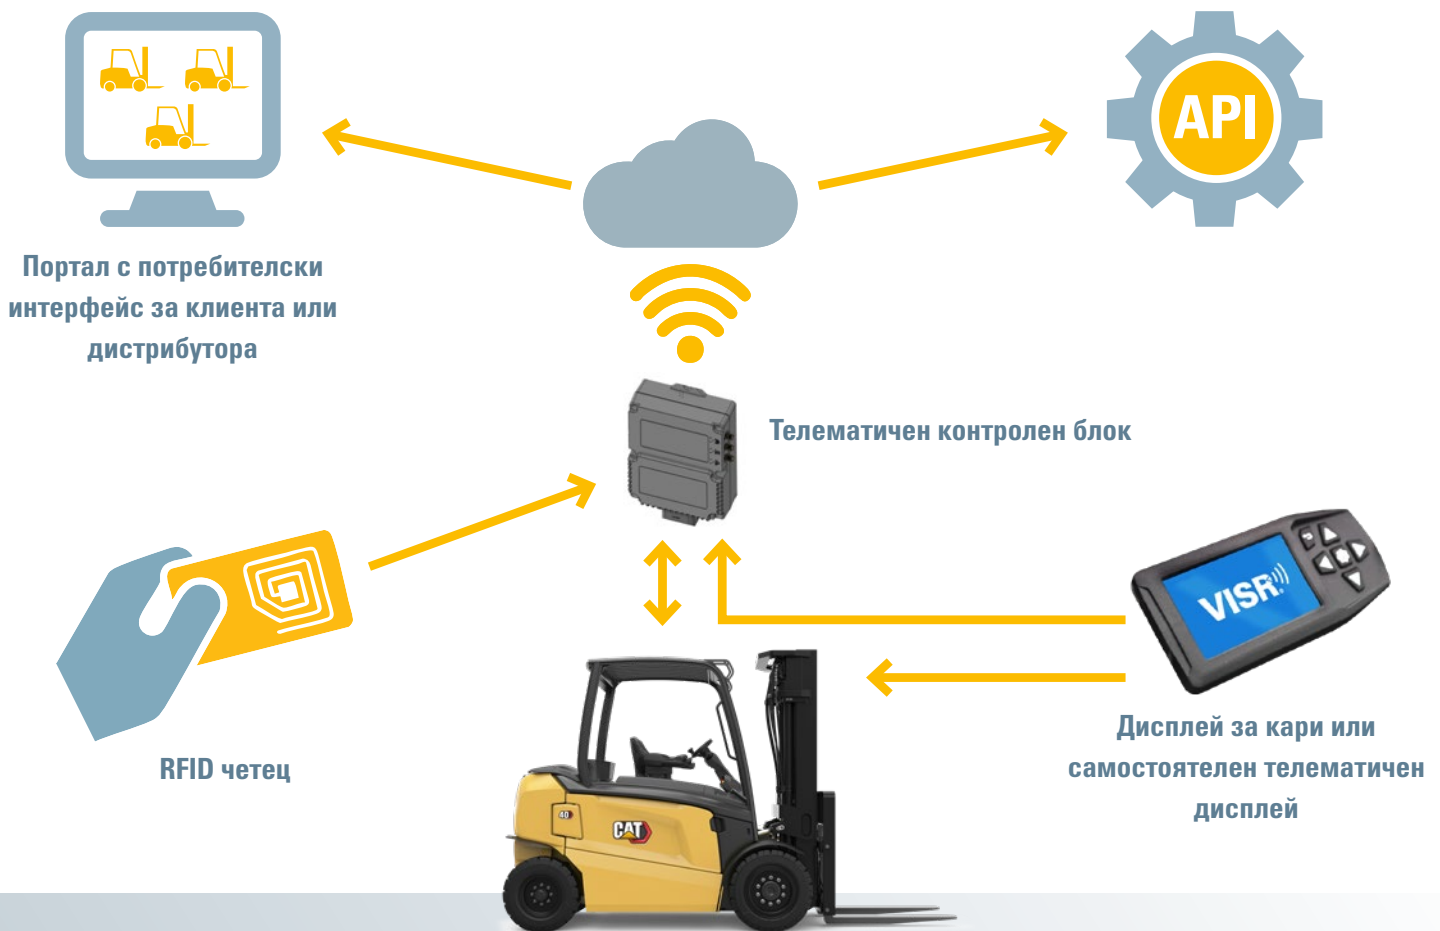 API
Портал с потребителски
интерфейс за клиента или
дистрибутора
Телематичен контролен блок
VISR
RFID четец
Дисплей за кари или
самостоятелен телематичен
дисплей
40
CAT